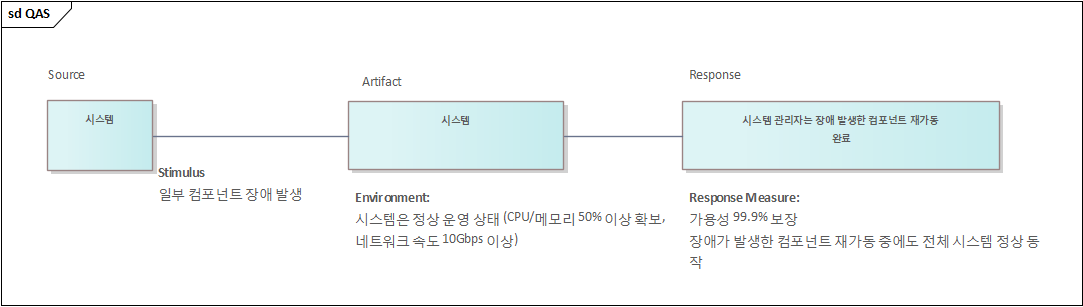 sd QAS
Source
Artifact
Response
시스템
시스템
시스템 관리자는 장애 발생한 컴포넌트 재가동
완료
Stimulus
일부 컴포넌트 장애 발생
Environment:
시스템은 정상 운영 상태 (CPU/메모리 50% 이상 확보,
네트워크 속도 10Gbps 이상)
Response Measure:
가용성 99.9% 보장
장애가 발생한 컴포넌트 재가동 중에도 전체 시스템 정상 동
작